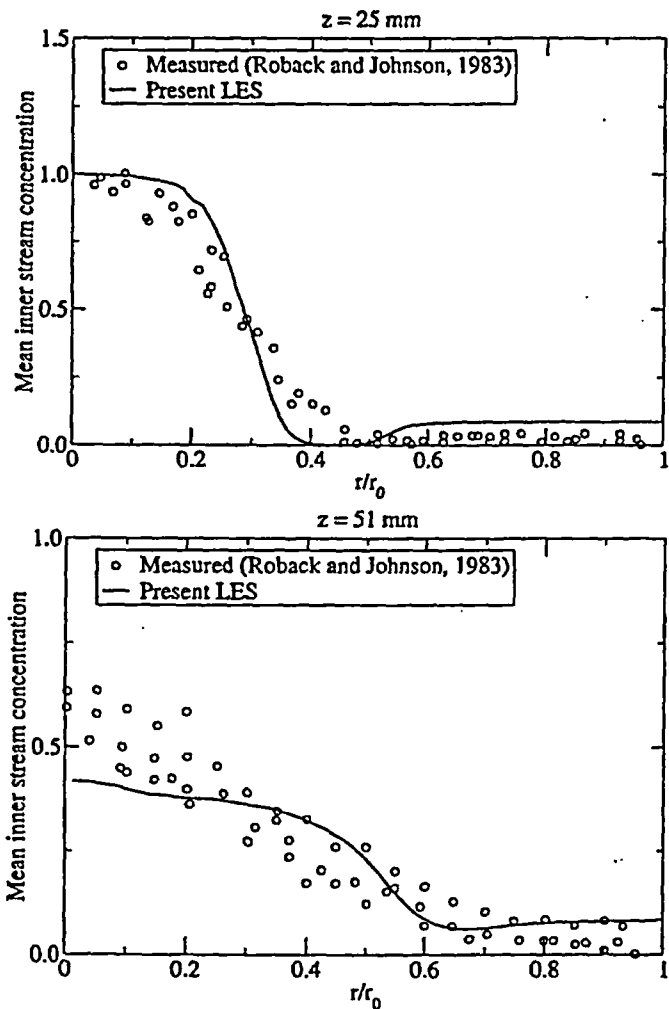 z = 25 mm
1.5
Measured (Roback and Johnson, 1983)
Present LES
Mean inner stream concentration
1.0
0.5
0.0
0
0.2
0.4
0.6
0.8
1
r/r0
z = 51 mm
1.0
Measured (Roback and Johnson, 1983)
Present LES
Mean inner stream concentration
0.5
0.0
0
0.2
0.4
0.6
0.8
1
r/r0